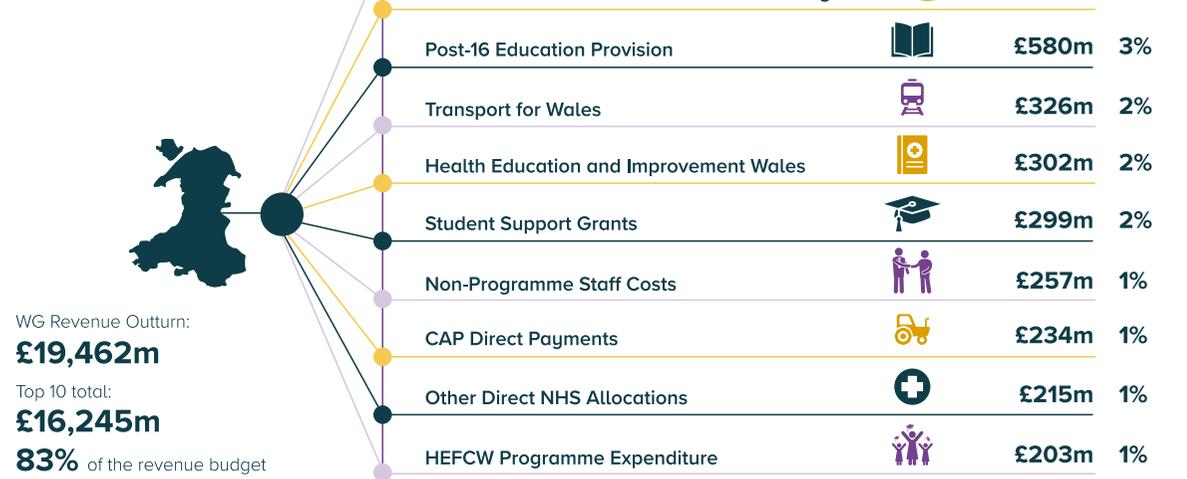 Post-16 Education Provision £580m 3%
Transport for Wales £326m 2%
Health Education and Improvement Wales £302m 2%
Student Support Grants £299m 2%
Non-Programme Staff Costs £257m 1%
WG Revenue Outturn:
£19,462m
CAP Direct Payments £234m 1%
Top 10 total:
£16,245m
Other Direct NHS Allocations £215m 1%
83% of the revenue budget
HEFCW Programme Expenditure £203m 1%